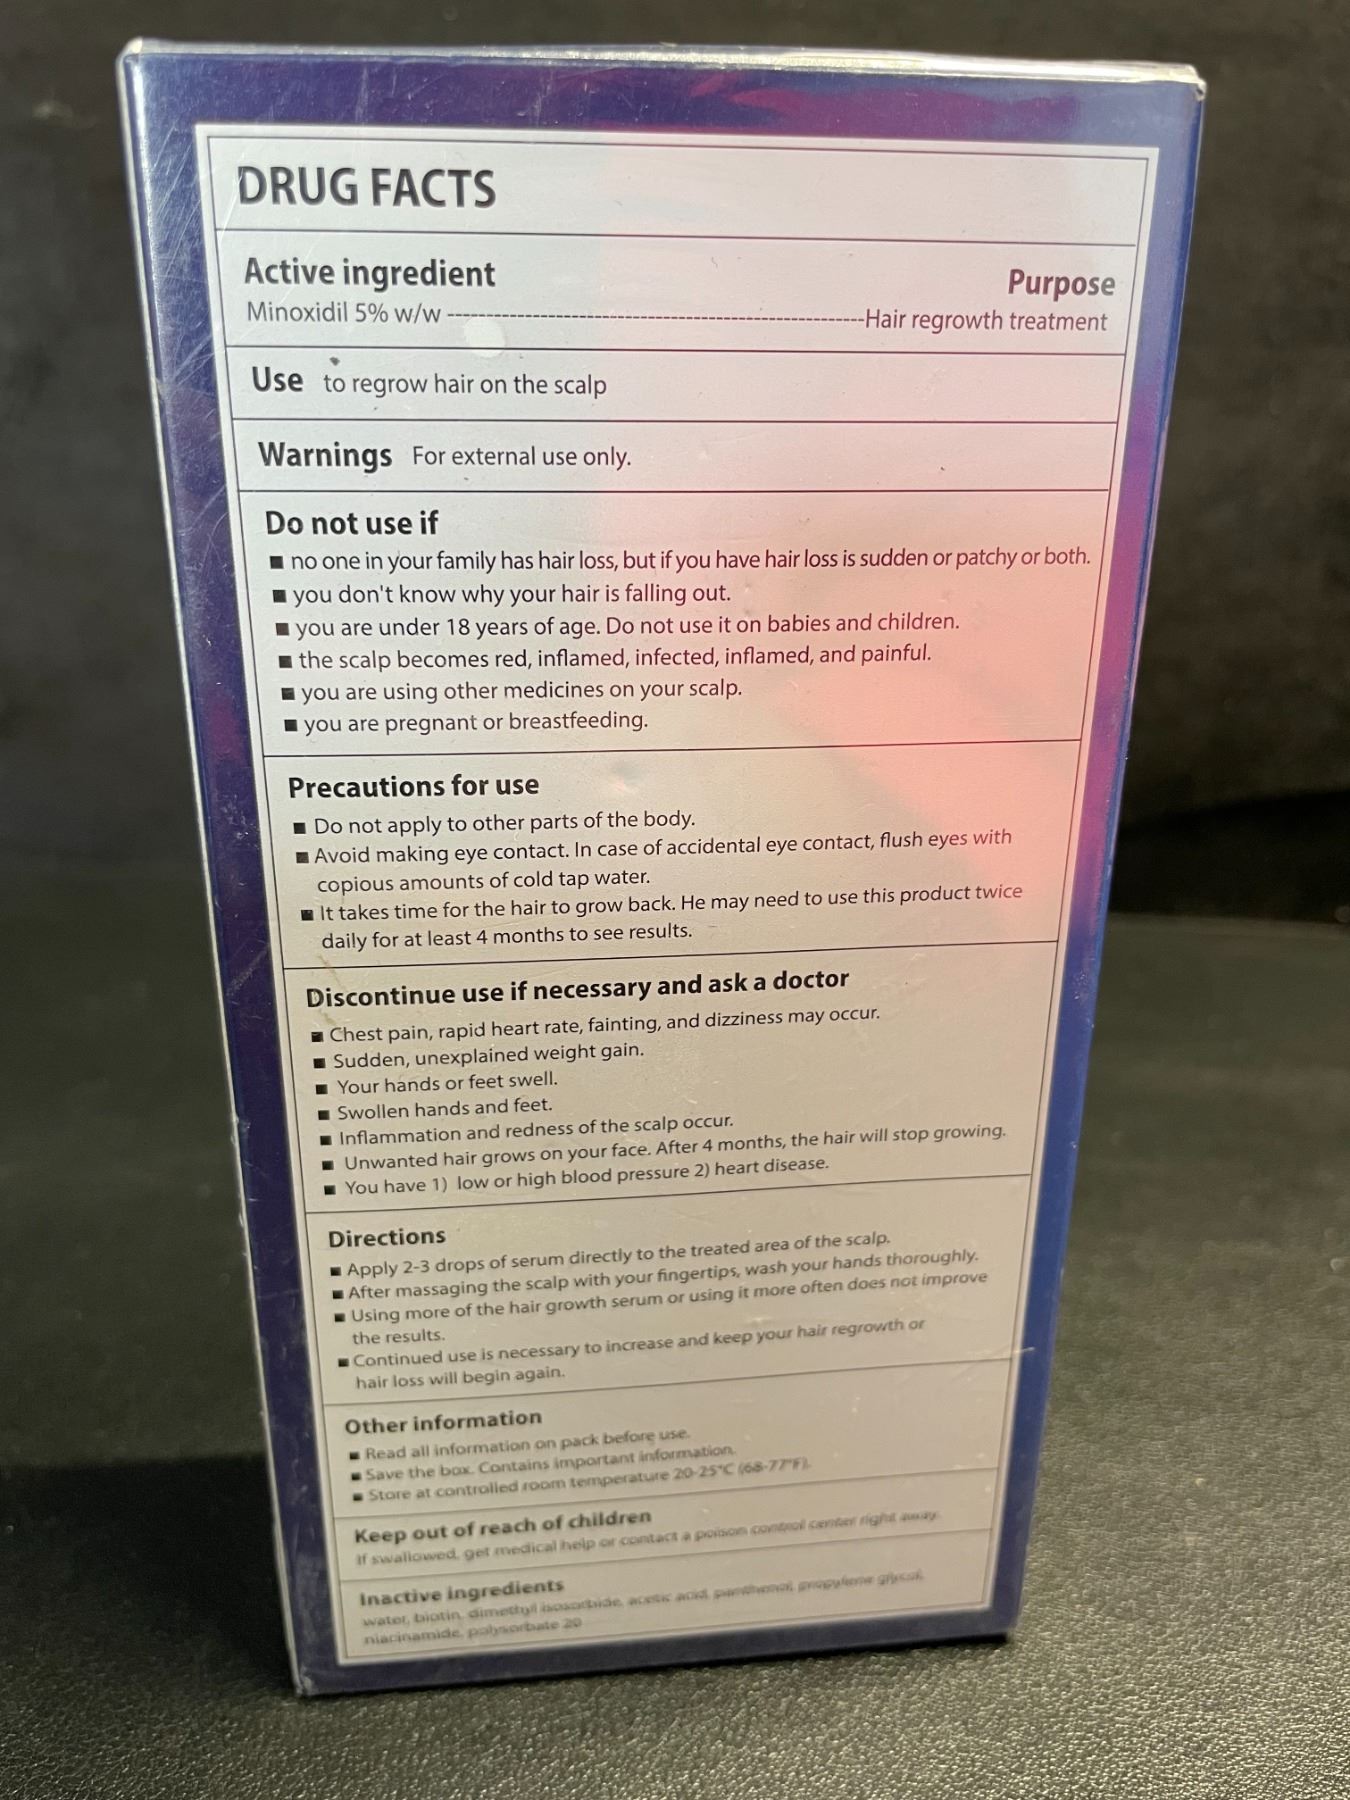 DRUG FACTS
Active ingredient Purpose
Minoxidil 5% w/w ---------------------------------------------------------Hair regrowth treatment
Use to regrow hair on the scalp
Warnings For external use only.
Do not use if
■ no one in your family has hair loss, but if you have hair loss is sudden or patchy or both.
■ you don't know why your hair is falling out.
■ you are under 18 years of age. Do not use it on babies and children.
■ the scalp becomes red, inflamed, infected, inflamed, and painful.
■ you are using other medicines on your scalp.
■ you are pregnant or breastfeeding.
Precautions for use
■ Do not apply to other parts of the body.
■ Avoid making eye contact. In case of accidental eye contact, flush eyes with
copious amounts of cold tap water.
■ It takes time for the hair to grow back. He may need to use this product twice
daily for at least 4 months to see results.
Discontinue use if necessary and ask a doctor
■ Chest pain, rapid heart rate, fainting, and dizziness may occur.
■ Sudden, unexplained weight gain.
■ Your hands or feet swell.
■ Swollen hands and feet.
■ Inflammation and redness of the scalp occur.
■ Unwanted hair grows on your face. After 4 months, the hair will stop growing.
■ You have 1) low or high blood pressure 2) heart disease.
Directions
■ Apply 2-3 drops of serum directly to the treated area of the scalp.
■ After massaging the scalp with your fingertips, wash your hands thoroughly.
■ Using more of the hair growth serum or using it more often does not improve
the results.
■ Continued use is necessary to increase and keep your hair regrowth or
hair loss will begin again.
Other information
■ Read all information on pack before use.
■ Save the box. Contains important information.
■ Store at controlled room temperature 20-25°C (68-77°F).
Keep out of reach of children
If swallowed, get medical help or contact a poison control center right away.
Inactive ingredients
water, biotin, dimethyl isosorbide, acetic acid, panthenol, propylene glycol,
niacinamide, polysorbate 20